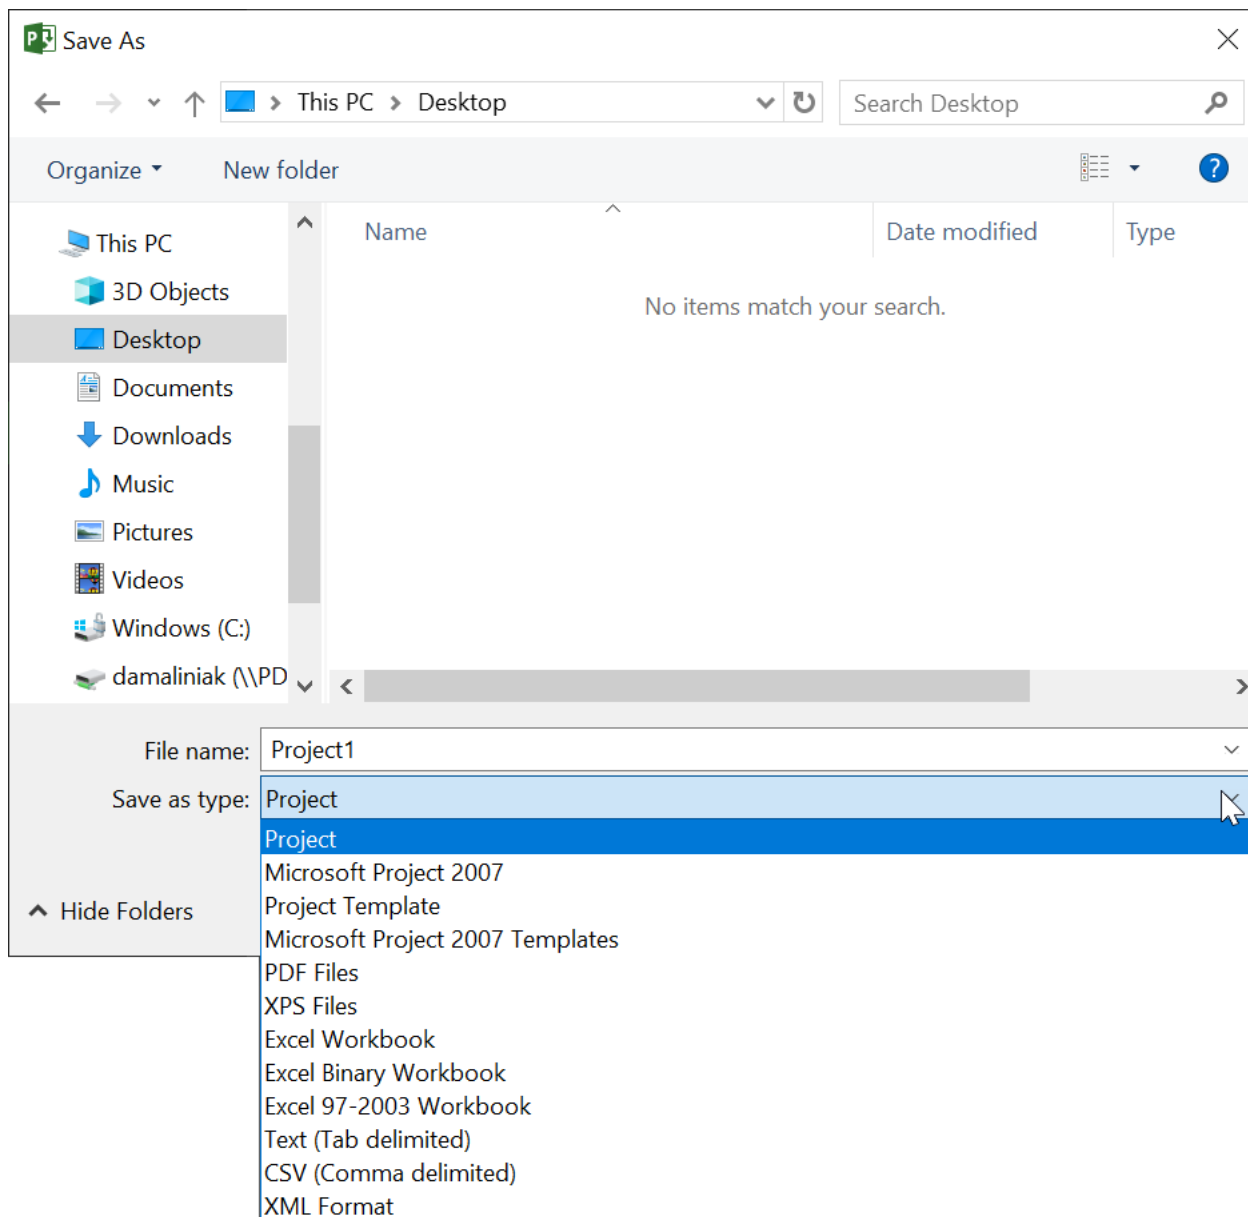 Save As
This PC > Desktop
Search Desktop
Organize
New folder
?
Name
Date modified
Type
No items match your search.
This PC
3D Objects
Desktop
Documents
Downloads
Music
Pictures
Videos
Windows (C:)
damaliniak (\\PD
File name: Project1
Save as type: Project
Project
Microsoft Project 2007
Project Template
Microsoft Project 2007 Templates
PDF Files
XPS Files
Excel Workbook
Excel Binary Workbook
Excel 97-2003 Workbook
Text (Tab delimited)
CSV (Comma delimited)
XML Format
Hide Folders